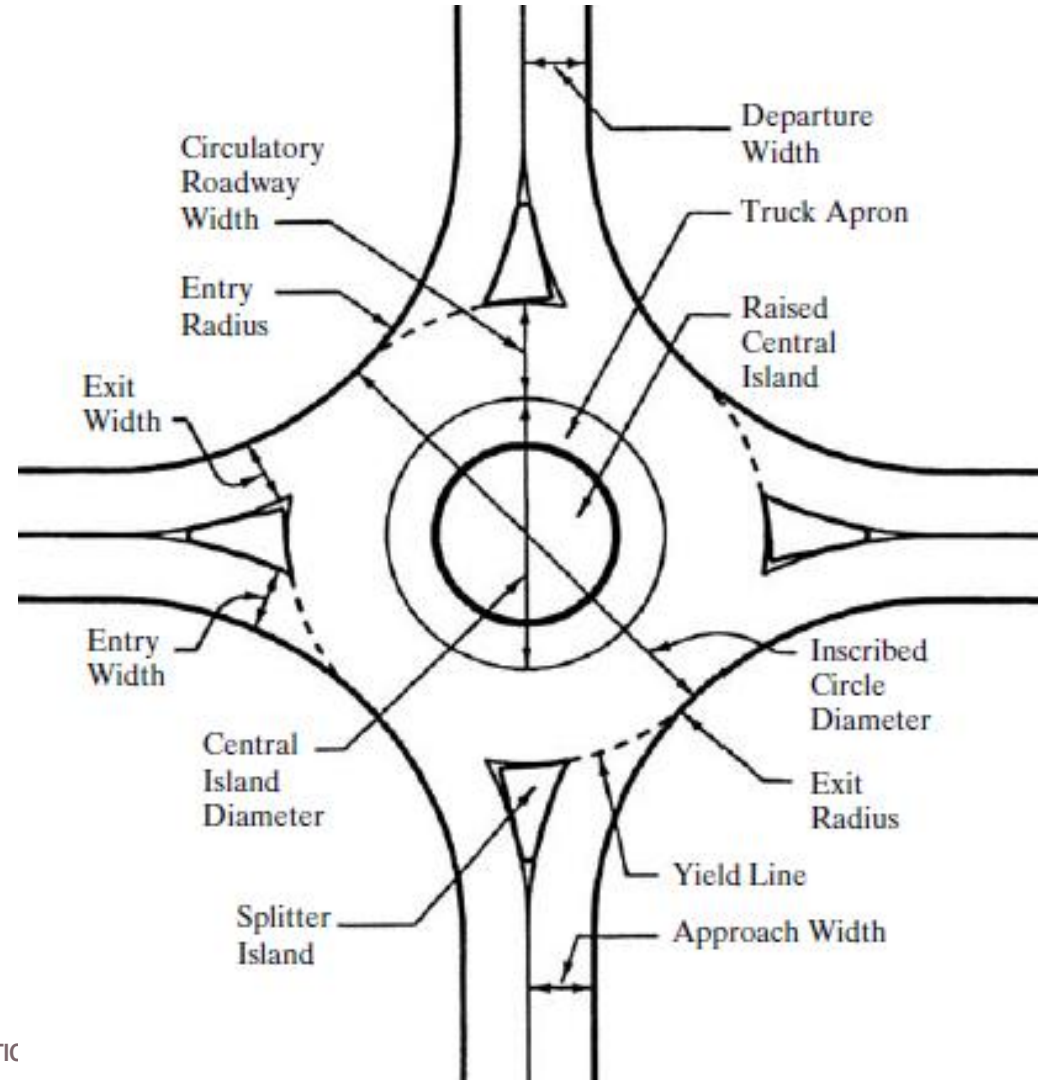 Departure
Width
Circulatory
Roadway
Width
Truck Apron
Entry
Radius
Raised
Central
Island
Exit
Width
Entry
Width
Inscribed
Circle
Diameter
Central
Island
Diameter
Exit
Radius
Yield Line
Splitter
Island
Approach Width